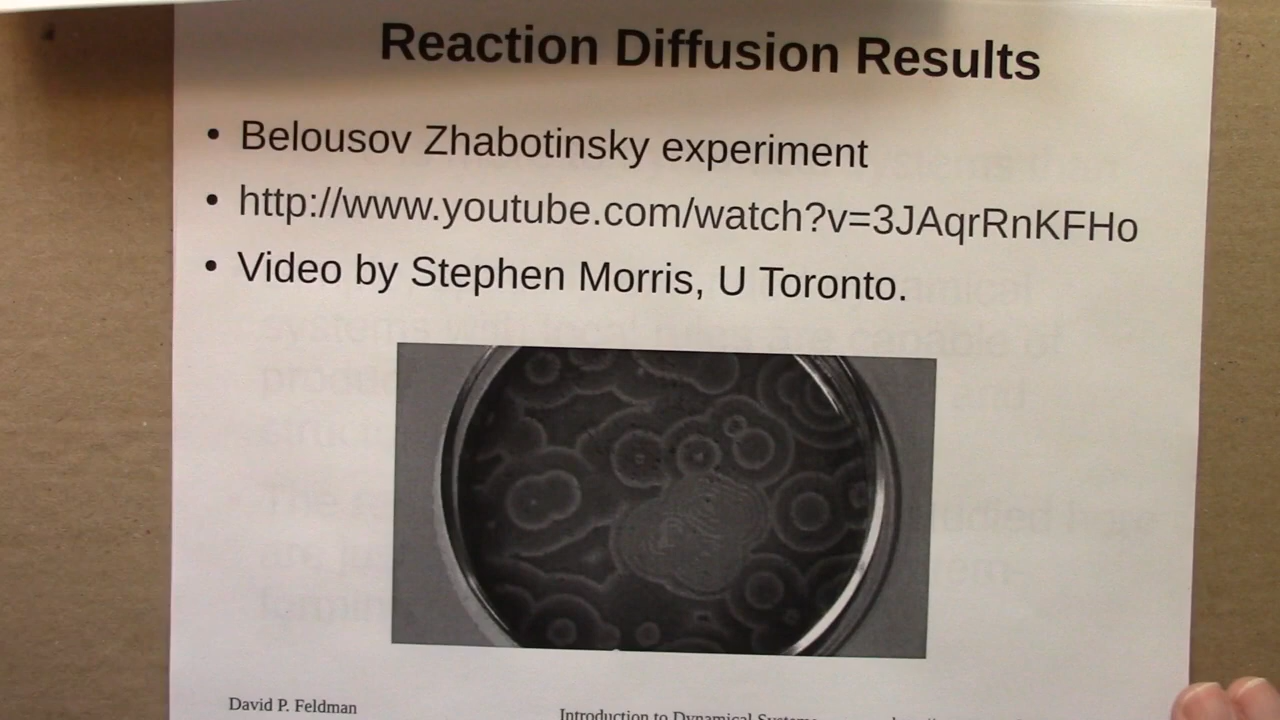 Reaction Diffusion Results
• Belousov Zhabotinsky experiment
• http://www.youtube.com/watch?v=3JAqrRnKFHo
• Video by Stephen Morris, U Toronto.
David P. Feldman
Introduction to Dynamical Systems